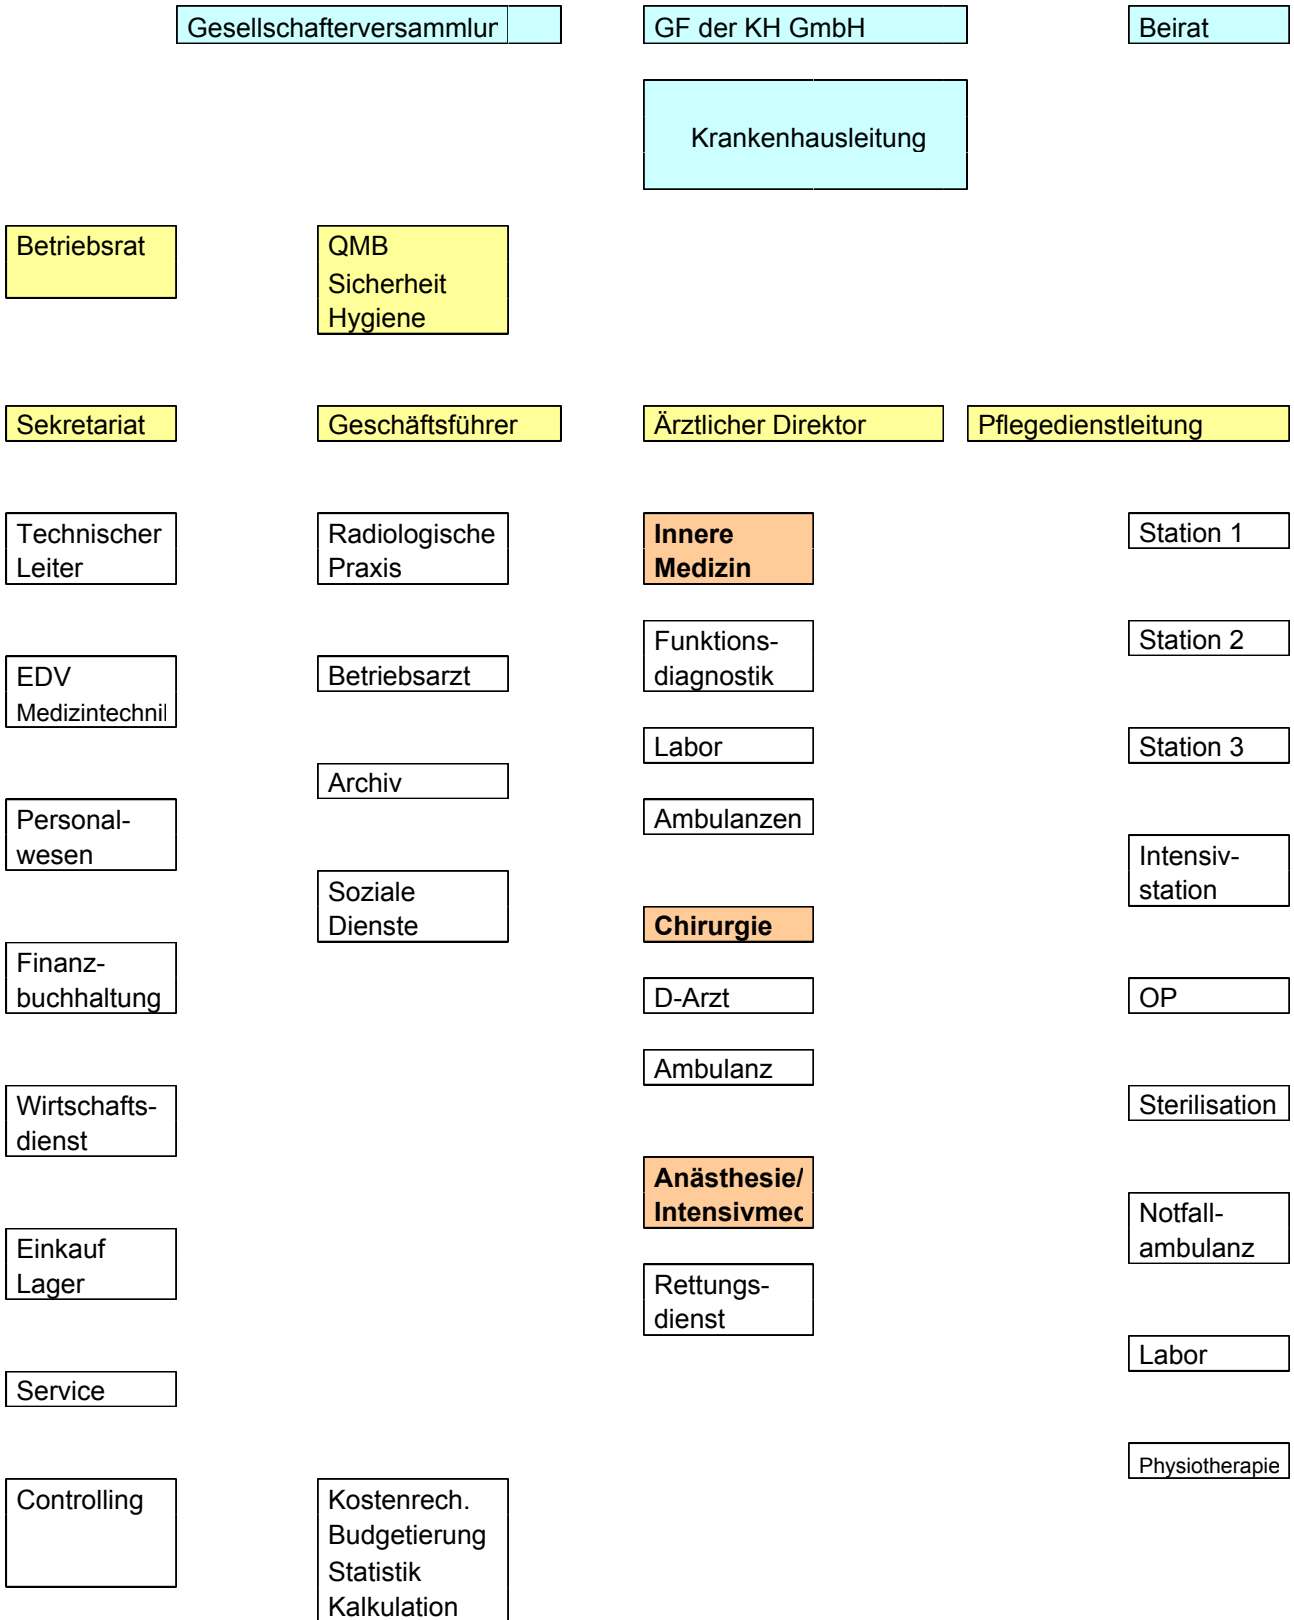 Gesellschafterversammlur
GF der KH GmbH
Beirat
Krankenhausleitung
Betriebsrat
QMB
Sicherheit
Hygiene
Sekretariat
Geschäftsführer
Ärztlicher Direktor
Pflegedienstleitung
Technischer
Leiter
EDV
Medizintechnil
Personal-
wesen
Finanz-
buchhaltung
Wirtschafts-
dienst
Einkauf
Lager
Service
Controlling
Radiologische
Praxis
Betriebsarzt
Archiv
Soziale
Dienste
Kostenrech.
Budgetierung
Statistik
Kalkulation
Innere
Medizin
Funktions-
diagnostik
Labor
Ambulanzen
Chirurgie
D-Arzt
Ambulanz
Anästhesie/
Intensivmec
Rettungs-
dienst
Station 1
Station 2
Station 3
Intensiv-
station
OP
Sterilisation
Notfall-
ambulanz
Labor
Physiotherapie